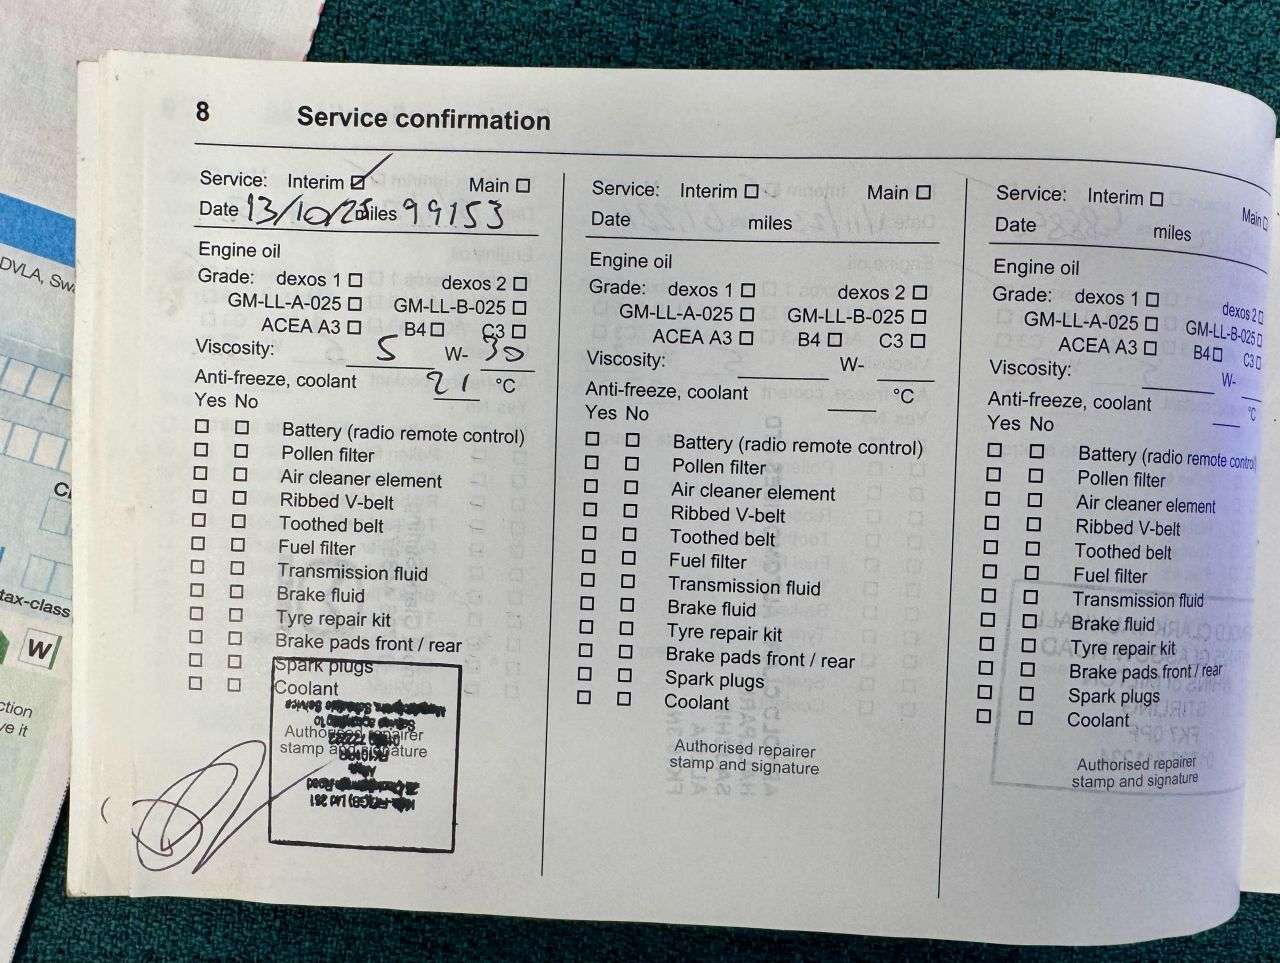 8 Service confirmation
Service: Interim Main
Date 13/10/25 miles 99153
Engine oil
Grade: dexos 1 dexos 2
GM-LL-A-025 GM-LL-B-025
ACEA A3 B4 C3
Viscosity: 5 W- 30
Anti-freeze, coolant 21 °C
Yes No
Battery (radio remote control)
Pollen filter
Air cleaner element
Ribbed V-belt
Toothed belt
Fuel filter
Transmission fluid
Brake fluid
Tyre repair kit
Brake pads front / rear
Spark plugs
Coolant
Authorised repairer
stamp and signature
Service: Interim Main
Date miles
Engine oil
Grade: dexos 1 dexos 2
GM-LL-A-025 GM-LL-B-025
ACEA A3 B4 C3
Viscosity: W-
Anti-freeze, coolant °C
Yes No
Battery (radio remote control)
Pollen filter
Air cleaner element
Ribbed V-belt
Toothed belt
Fuel filter
Transmission fluid
Brake fluid
Tyre repair kit
Brake pads front / rear
Spark plugs
Coolant
Authorised repairer
stamp and signature
Service: Interim Main
Date miles
Engine oil
Grade: dexos 1 dexos 2
GM-LL-A-025 GM-LL-B-025
ACEA A3 B4 C3
Viscosity: W-
Anti-freeze, coolant °C
Yes No
Battery (radio remote control)
Pollen filter
Air cleaner element
Ribbed V-belt
Toothed belt
Fuel filter
Transmission fluid
Brake fluid
Tyre repair kit
Brake pads front / rear
Spark plugs
Coolant
Authorised repairer
stamp and signature
DVLA,
tax-class
W